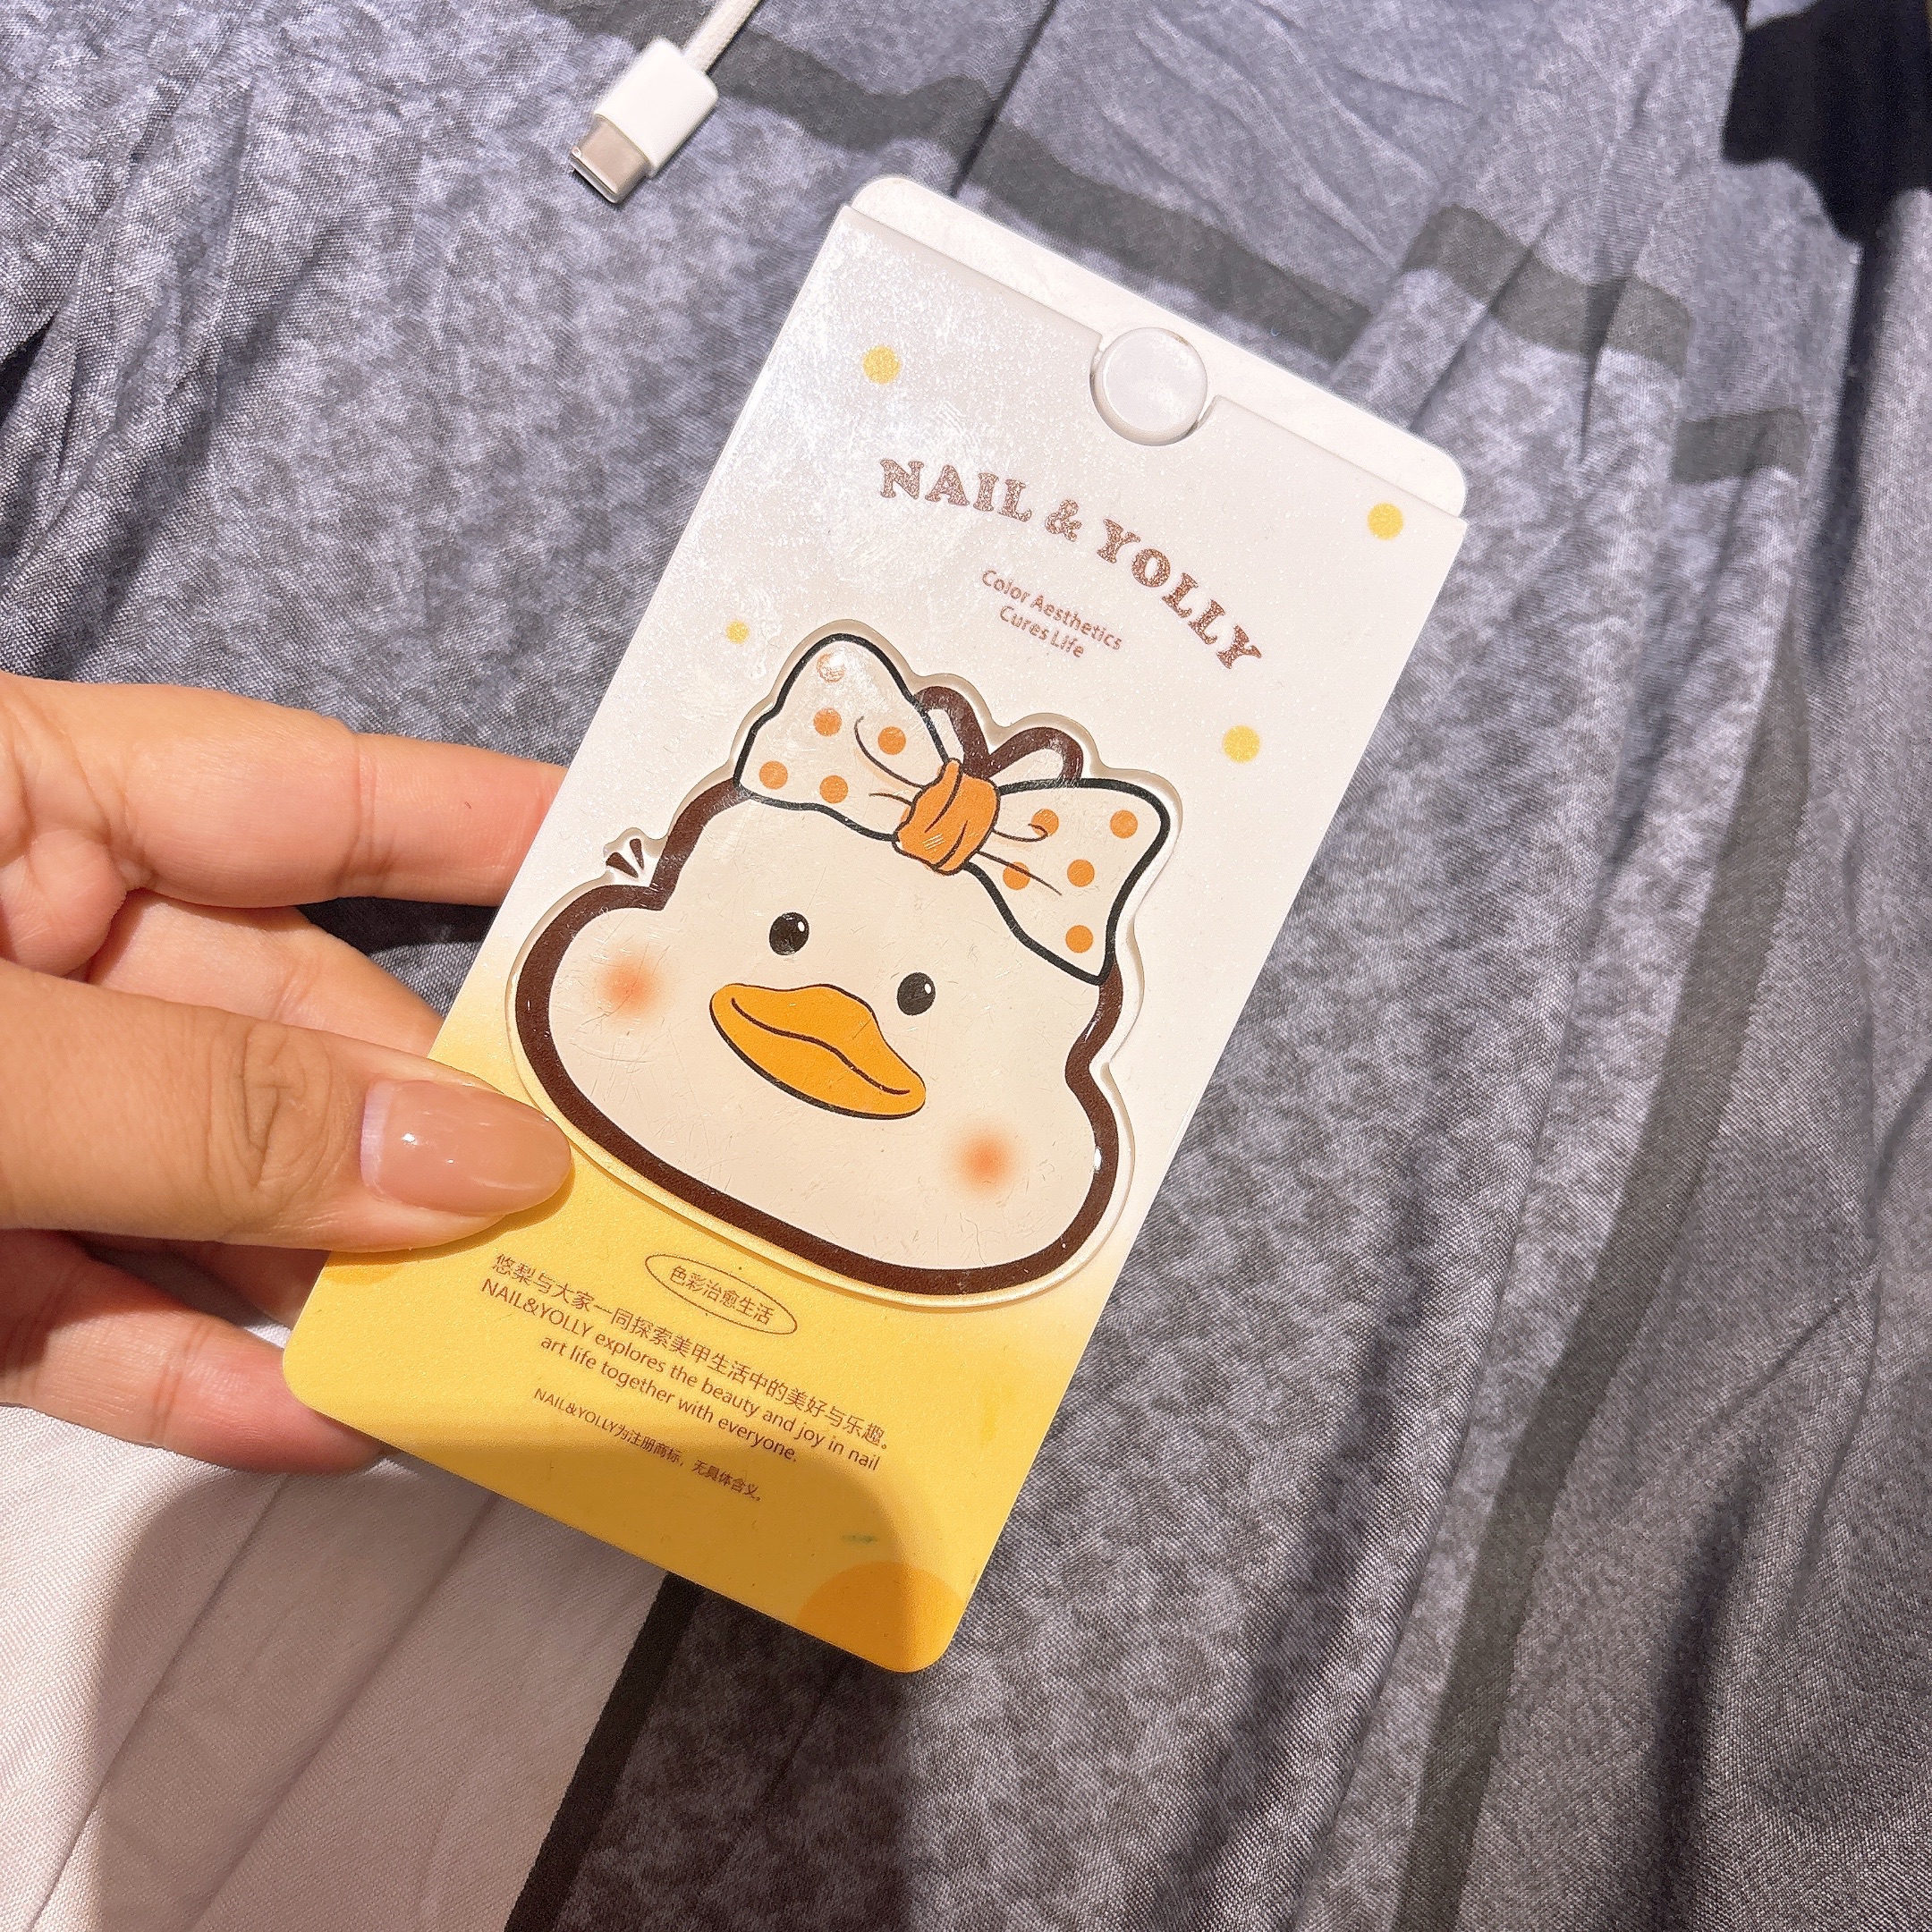 NAIL & YOLLY
Color Aesthetics
Cures Life
色彩治愈生活
悠梨与大家一同探索美甲生活中的美好与乐趣。
NAIL&YOLLY explores the beauty and joy in nail
art life together with everyone.
NAIL&YOLLY为注册商标，无具体含义。